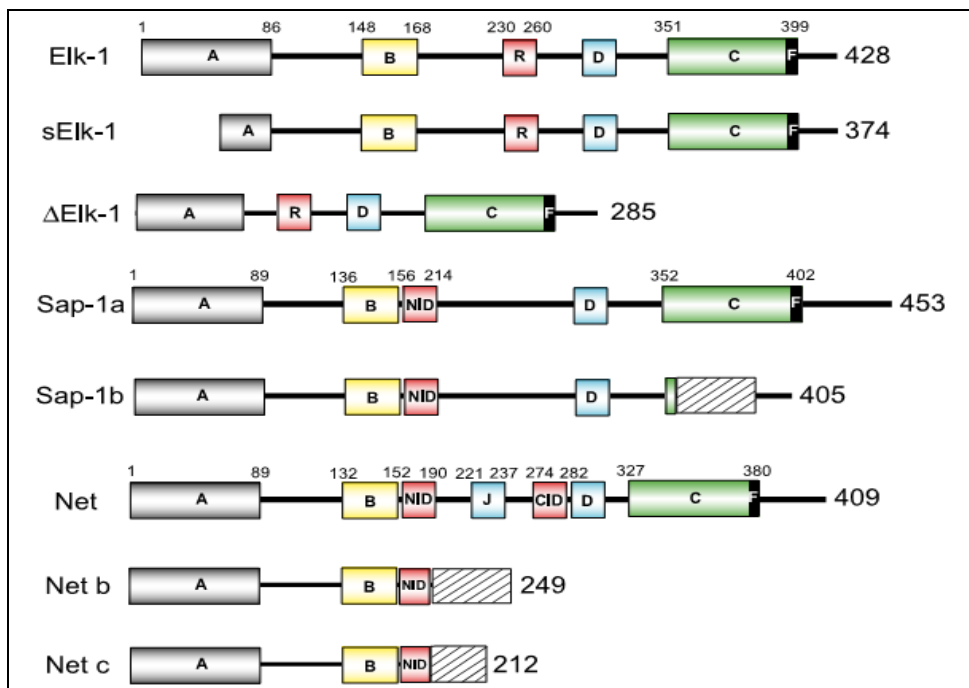 1 86 148 168 230 260 351 399
Elk-1 A B R D C F 428
sElk-1 A B R D C F 374
ΔElk-1 A R D C F 285
1 89 136 156 214 352 402
Sap-1a A B NID D C F 453
Sap-1b A B NID D 405
1 89 132 152 190 221 237 274 282 327 380
Net A B NID J CID D C F 409
Net b A B NID 249
Net c A B NID 212